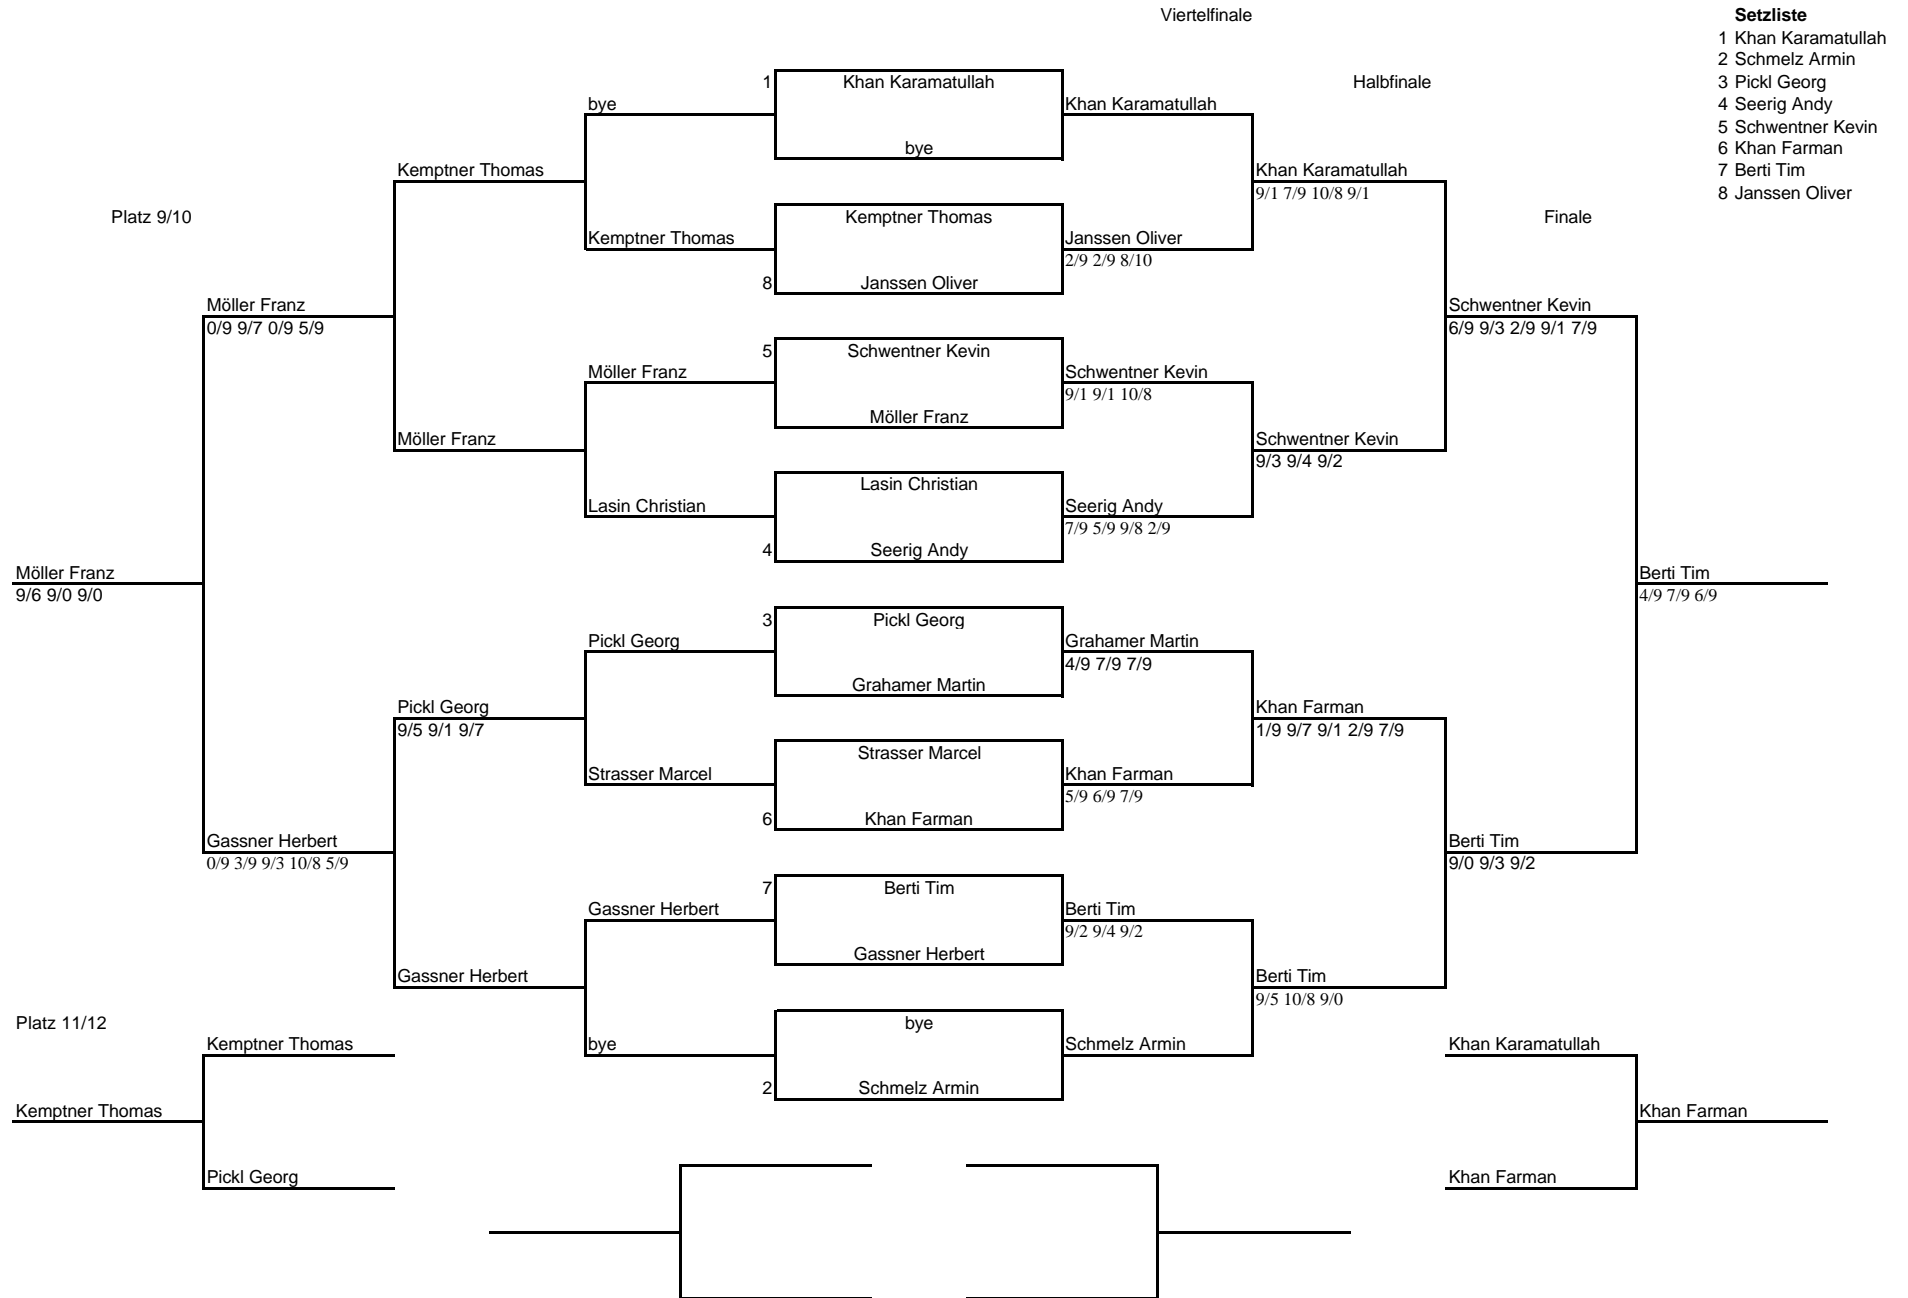 Viertelfinale
Setzliste
1 Khan Karamatullah
2 Schmelz Armin
3 Pickl Georg
4 Seerig Andy
5 Schwentner Kevin
6 Khan Farman
7 Berti Tim
8 Janssen Oliver
Halbfinale
Finale
Platz 9/10
1 Khan Karamatullah
bye
Khan Karamatullah
bye
Kemptner Thomas
Khan Karamatullah
9/1 7/9 10/8 9/1
Kemptner Thomas
Kemptner Thomas
Janssen Oliver
2/9 2/9 8/10
8 Janssen Oliver
Möller Franz
0/9 9/7 0/9 5/9
Schwentner Kevin
6/9 9/3 2/9 9/1 7/9
5 Schwentner Kevin
Möller Franz
Schwentner Kevin
9/1 9/1 10/8
Möller Franz
Möller Franz
Schwentner Kevin
9/3 9/4 9/2
Lasin Christian
Lasin Christian
Seerig Andy
7/9 5/9 9/8 2/9
4 Seerig Andy
Möller Franz
9/6 9/0 9/0
Berti Tim
4/9 7/9 6/9
3 Pickl Georg
Pickl Georg
Grahamer Martin
4/9 7/9 7/9
Grahamer Martin
Pickl Georg
9/5 9/1 9/7
Khan Farman
1/9 9/7 9/1 2/9 7/9
Strasser Marcel
Strasser Marcel
Khan Farman
5/9 6/9 7/9
6 Khan Farman
Gassner Herbert
0/9 3/9 9/3 10/8 5/9
Berti Tim
9/0 9/3 9/2
7 Berti Tim
Gassner Herbert
Berti Tim
9/2 9/4 9/2
Gassner Herbert
Gassner Herbert
Berti Tim
9/5 10/8 9/0
bye
bye
Schmelz Armin
2 Schmelz Armin
Platz 11/12
Kemptner Thomas
Kemptner Thomas
Pickl Georg
Khan Karamatullah
Khan Farman
Khan Farman